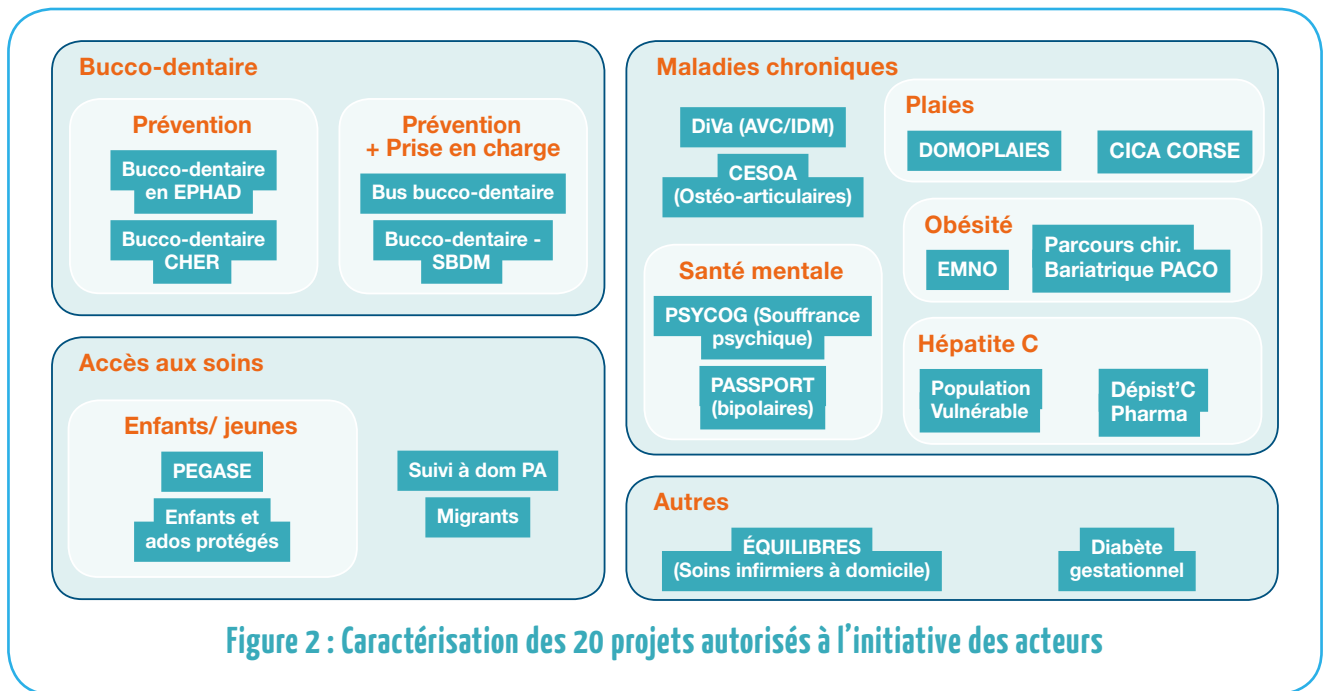 Bucco-dentaire
Prévention
Bucco-dentaire
en EPHAD
Bucco-dentaire
CHER
Prévention
+ Prise en charge
Bus bucco-dentaire
Bucco-dentaire -
SBDM
Accès aux soins
Enfants/ jeunes
PEGASE
Enfants et
ados protégés
Suivi à dom PA
Migrants
Maladies chroniques
DiVa (AVC/IDM)
CESOA
(Ostéo-articulaires)
Santé mentale
PSYCOG (Souffrance
psychique)
PASSPORT
(bipolaires)
Plaies
DOMOPLAIES
CICA CORSE
Obésité
EMNO
Parcours chir.
Bariatrique PACO
Hépatite C
Population
Vulnérable
Dépist’C
Pharma
Autres
ÉQUILIBRES
(Soins infirmiers à domicile)
Diabète
gestationnel
Figure 2 : Caractérisation des 20 projets autorisés à l’initiative des acteurs